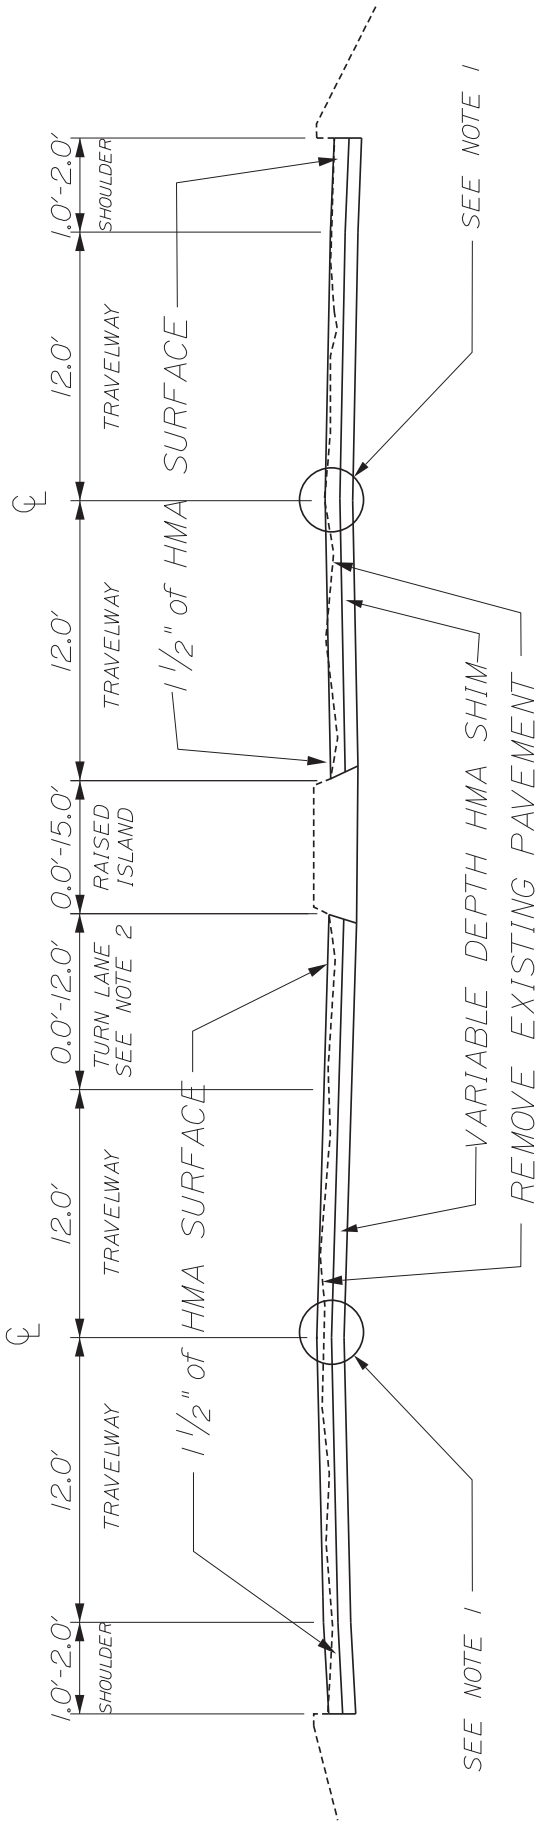 ℄ ℄
1.0'-2.0' 12.0' 12.0' 0.0'-12.0' 0.0'-15.0' 12.0' 12.0' 1.0'-2.0'
SHOULDER TRAVELWAY TRAVELWAY TURN LANE RAISED TRAVELWAY TRAVELWAY SHOULDER
SEE NOTE 2 ISLAND
1 1/2" of HMA SURFACE 1 1/2" of HMA SURFACE
SEE NOTE 1 VARIABLE DEPTH HMA SHIM SEE NOTE 1
REMOVE EXISTING PAVEMENT